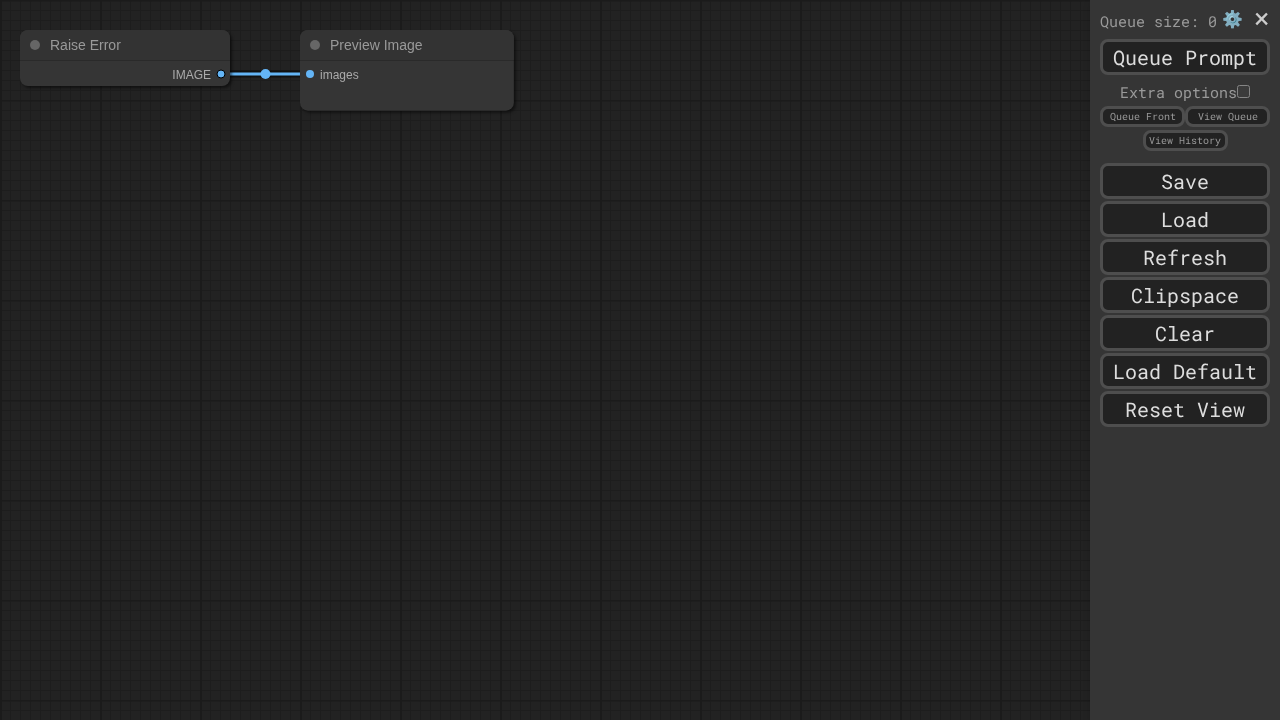 Raise Error
IMAGE
Preview Image
images
Queue size: 0
Queue Prompt
Extra options
Queue Front
View Queue
View History
Save
Load
Refresh
Clipspace
Clear
Load Default
Reset View